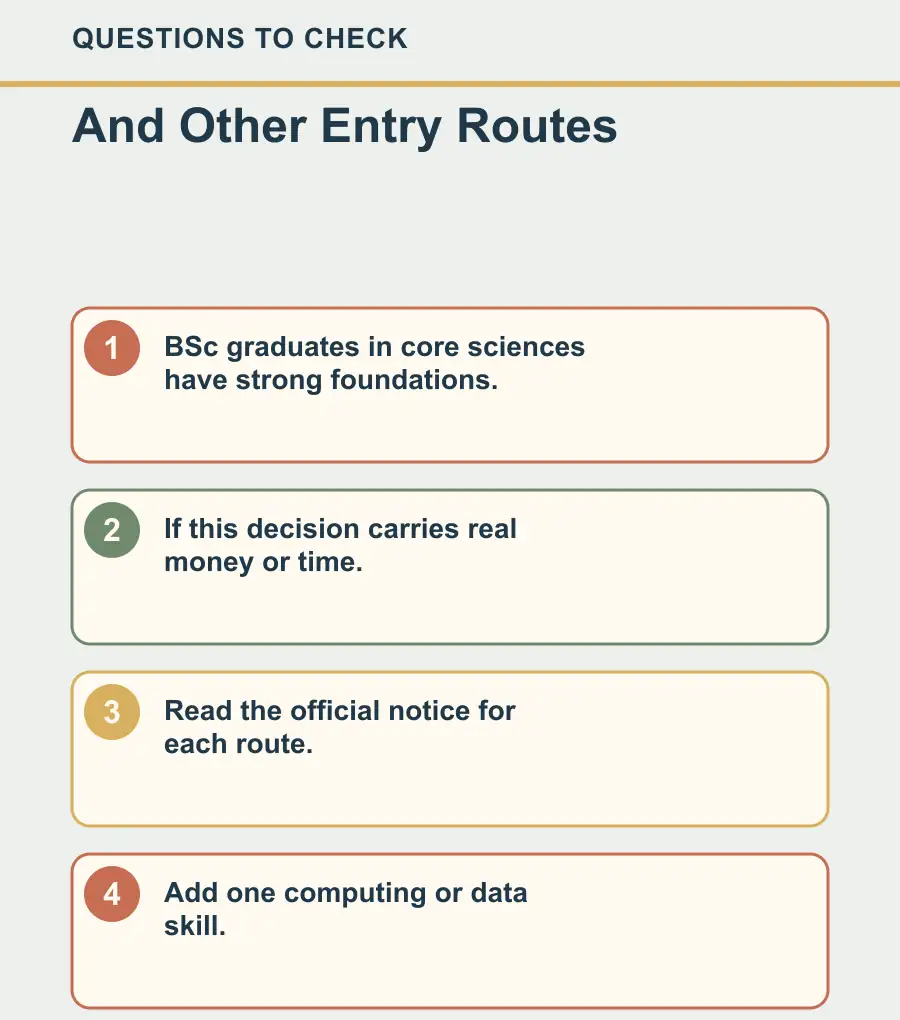 QUESTIONS TO CHECK
And Other Entry Routes
1
BSc graduates in core sciences
have strong foundations.
2
If this decision carries real
money or time.
3
Read the official notice for
each route.
4
Add one computing or data
skill.